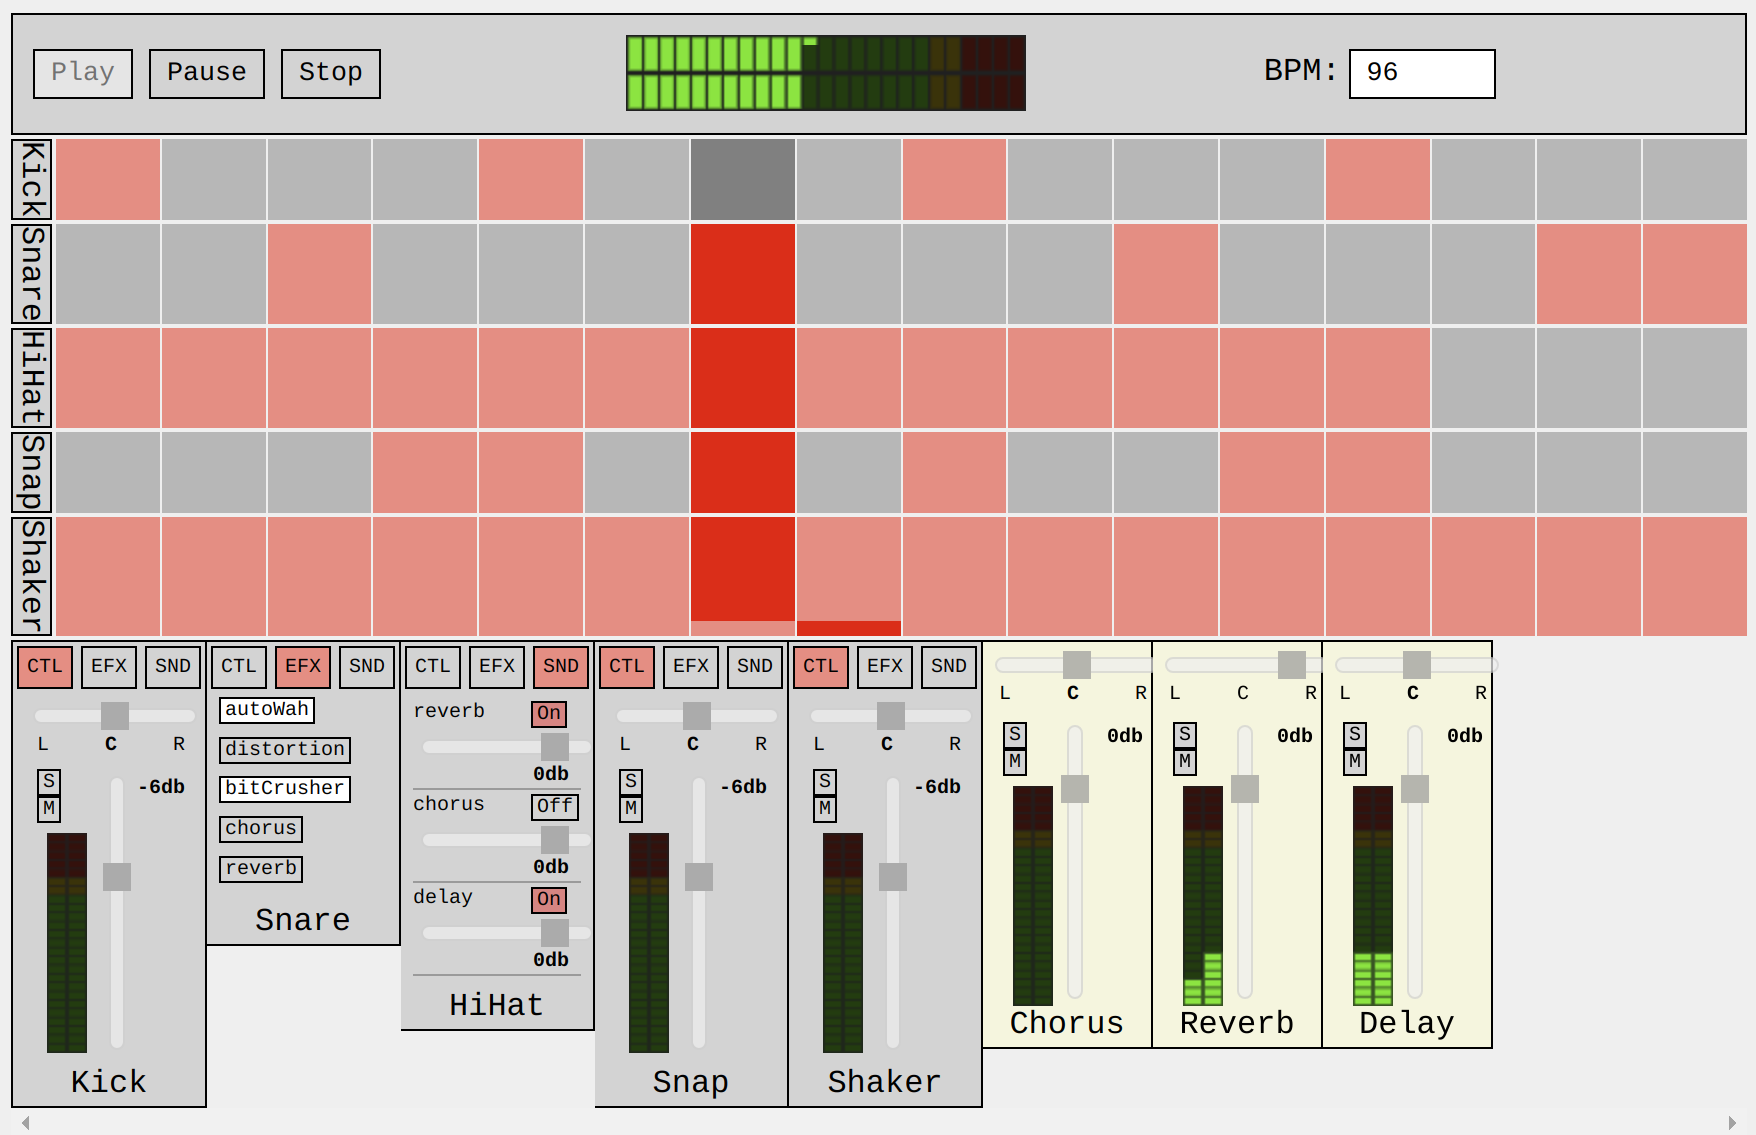 Play Pause Stop BPM: 96
Kick
Snare
HiHat
Snap
Shaker
CTL EFX SND
L C R
S
M
-6db
Kick
CTL EFX SND
autoWah
distortion
bitCrusher
chorus
reverb
Snare
CTL EFX SND
reverb On
0db
chorus Off
0db
delay On
0db
HiHat
CTL EFX SND
L C R
S
M
-6db
Snap
CTL EFX SND
L C R
S
M
-6db
Shaker
L C R
S
M
0db
Chorus
L C R
S
M
0db
Reverb
L C R
S
M
0db
Delay